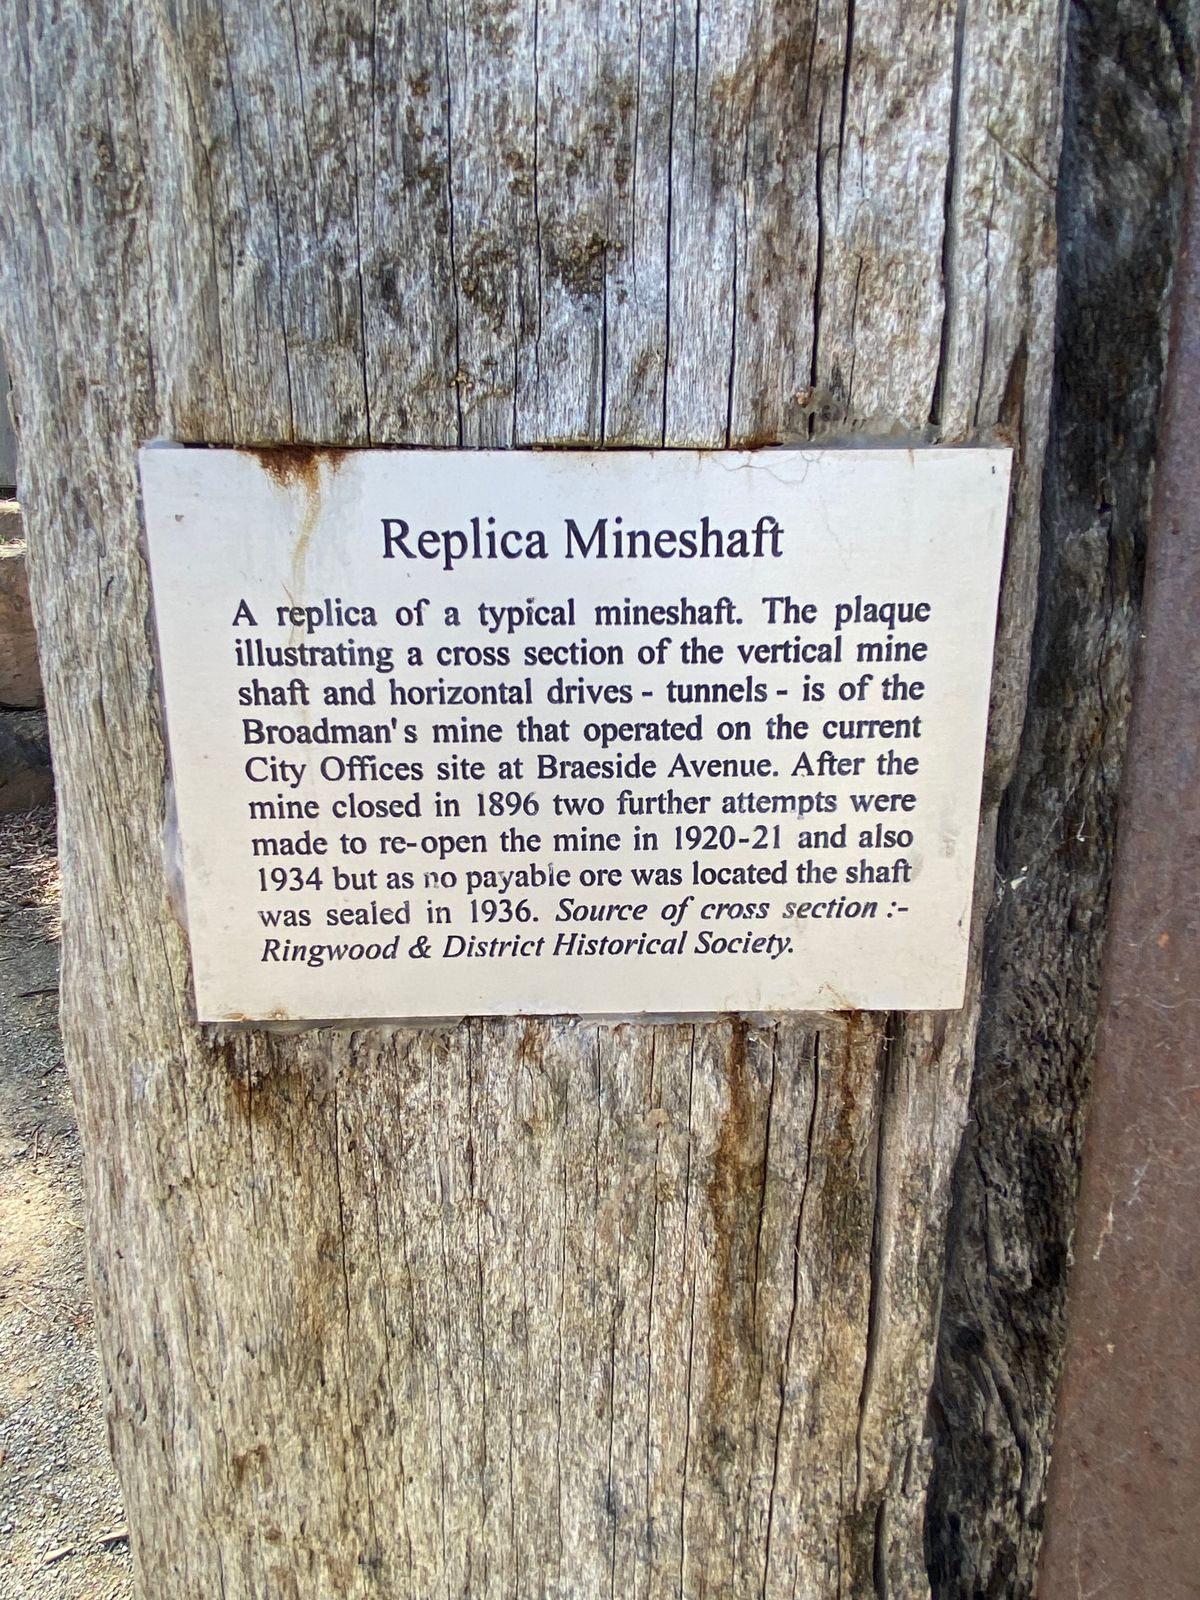 Replica Mineshaft
A replica of a typical mineshaft. The plaque
illustrating a cross section of the vertical mine
shaft and horizontal drives - tunnels - is of the
Broadman's mine that operated on the current
City Offices site at Braeside Avenue. After the
mine closed in 1896 two further attempts were
made to re-open the mine in 1920-21 and also
1934 but as no payable ore was located the shaft
was sealed in 1936. Source of cross section :-
Ringwood & District Historical Society.